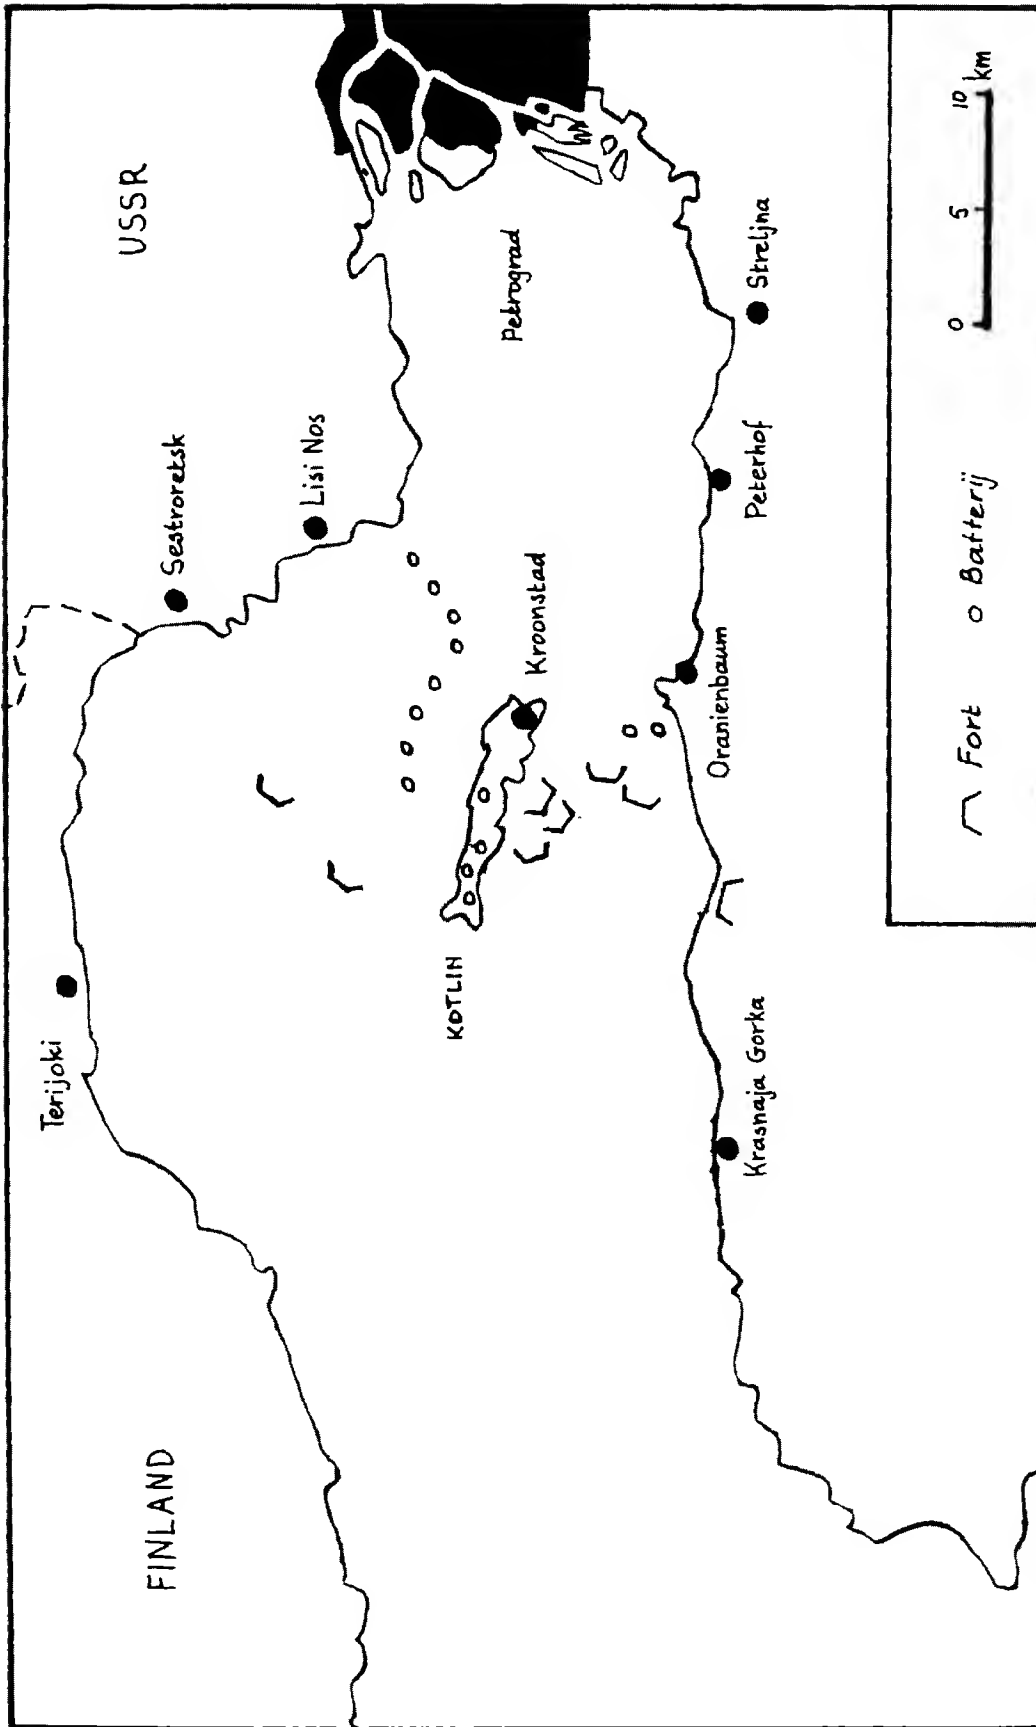 FINLAND
Terijoki
Sestroretsk
USSR
Lisi Nos
KOTLIN
Kroonstad
Petrograd
Krasnaja Gorka
Oranienbaum
Peterhof
Streljna
Fort
Batterij
0 5 10
km